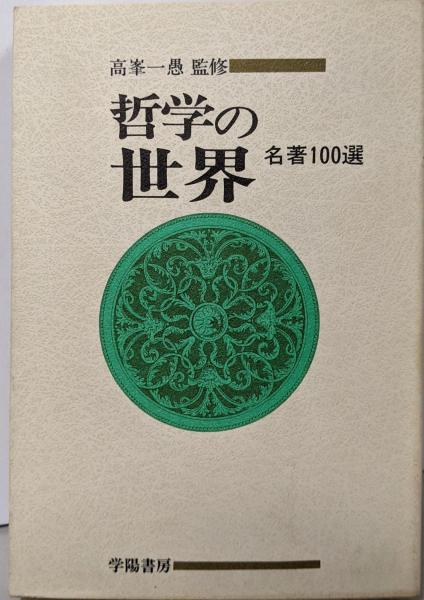 高峯一愚 監修
哲学の
世界 名著100選
学陽書房